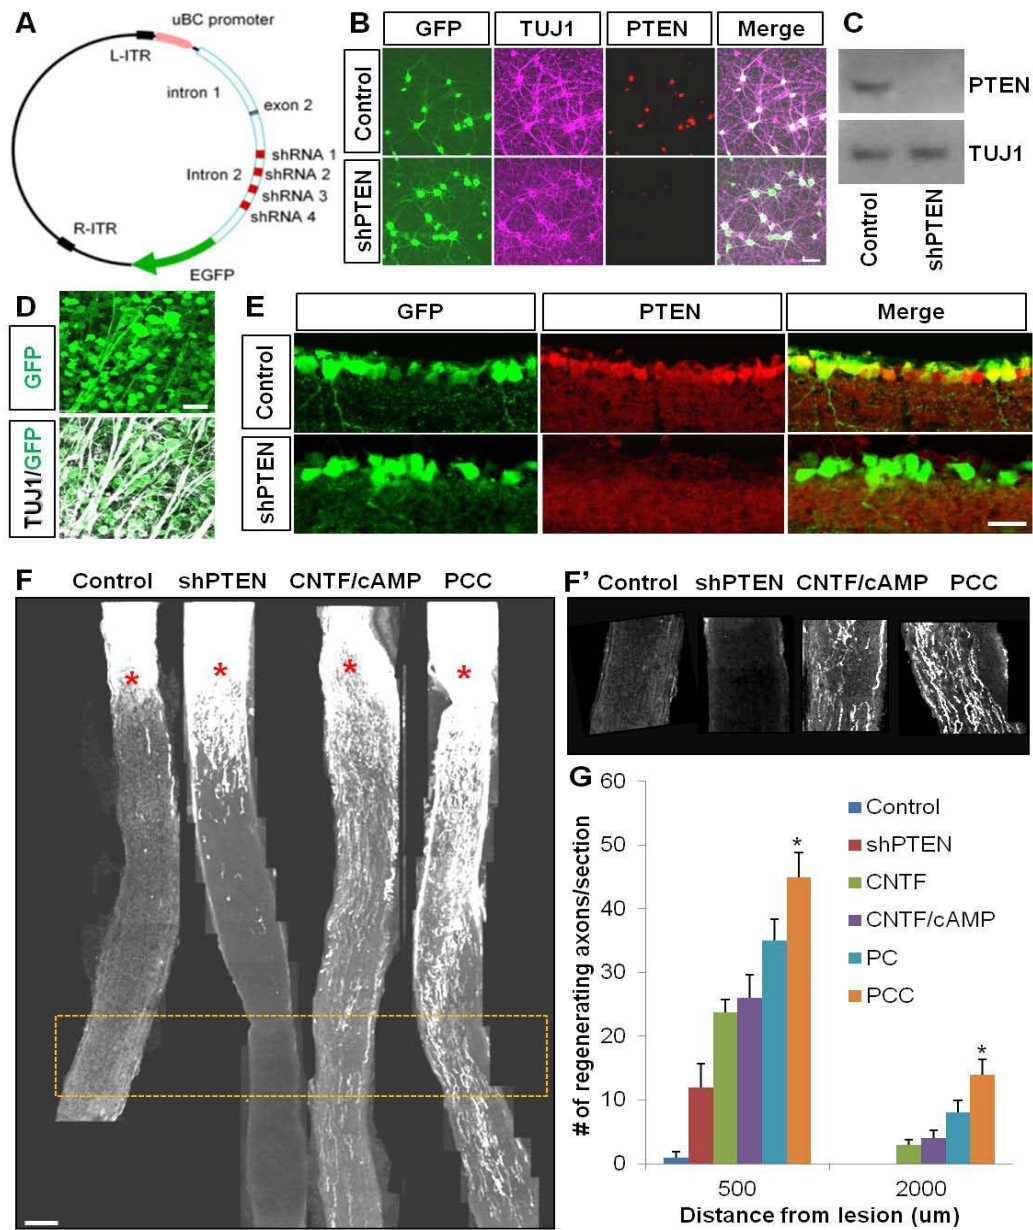 A
uBC promoter
L-ITR
intron 1
exon 2
shRNA 1
Intron 2
shRNA 2
shRNA 3
shRNA 4
R-ITR
EGFP
B
GFP TUJ1 PTEN Merge
Control
shPTEN
C
PTEN
TUJ1
Control
shPTEN
D
GFP
TUJ1/GFP
E
GFP PTEN Merge
Control
shPTEN
F
Control shPTEN CNTF/cAMP PCC
*
*
*
*
F’
Control shPTEN CNTF/cAMP PCC
G
# of regenerating axons/section
60
50
40
30
20
10
0
*
*
Control
shPTEN
CNTF
CNTF/cAMP
PC
PCC
500 2000
Distance from lesion (um)